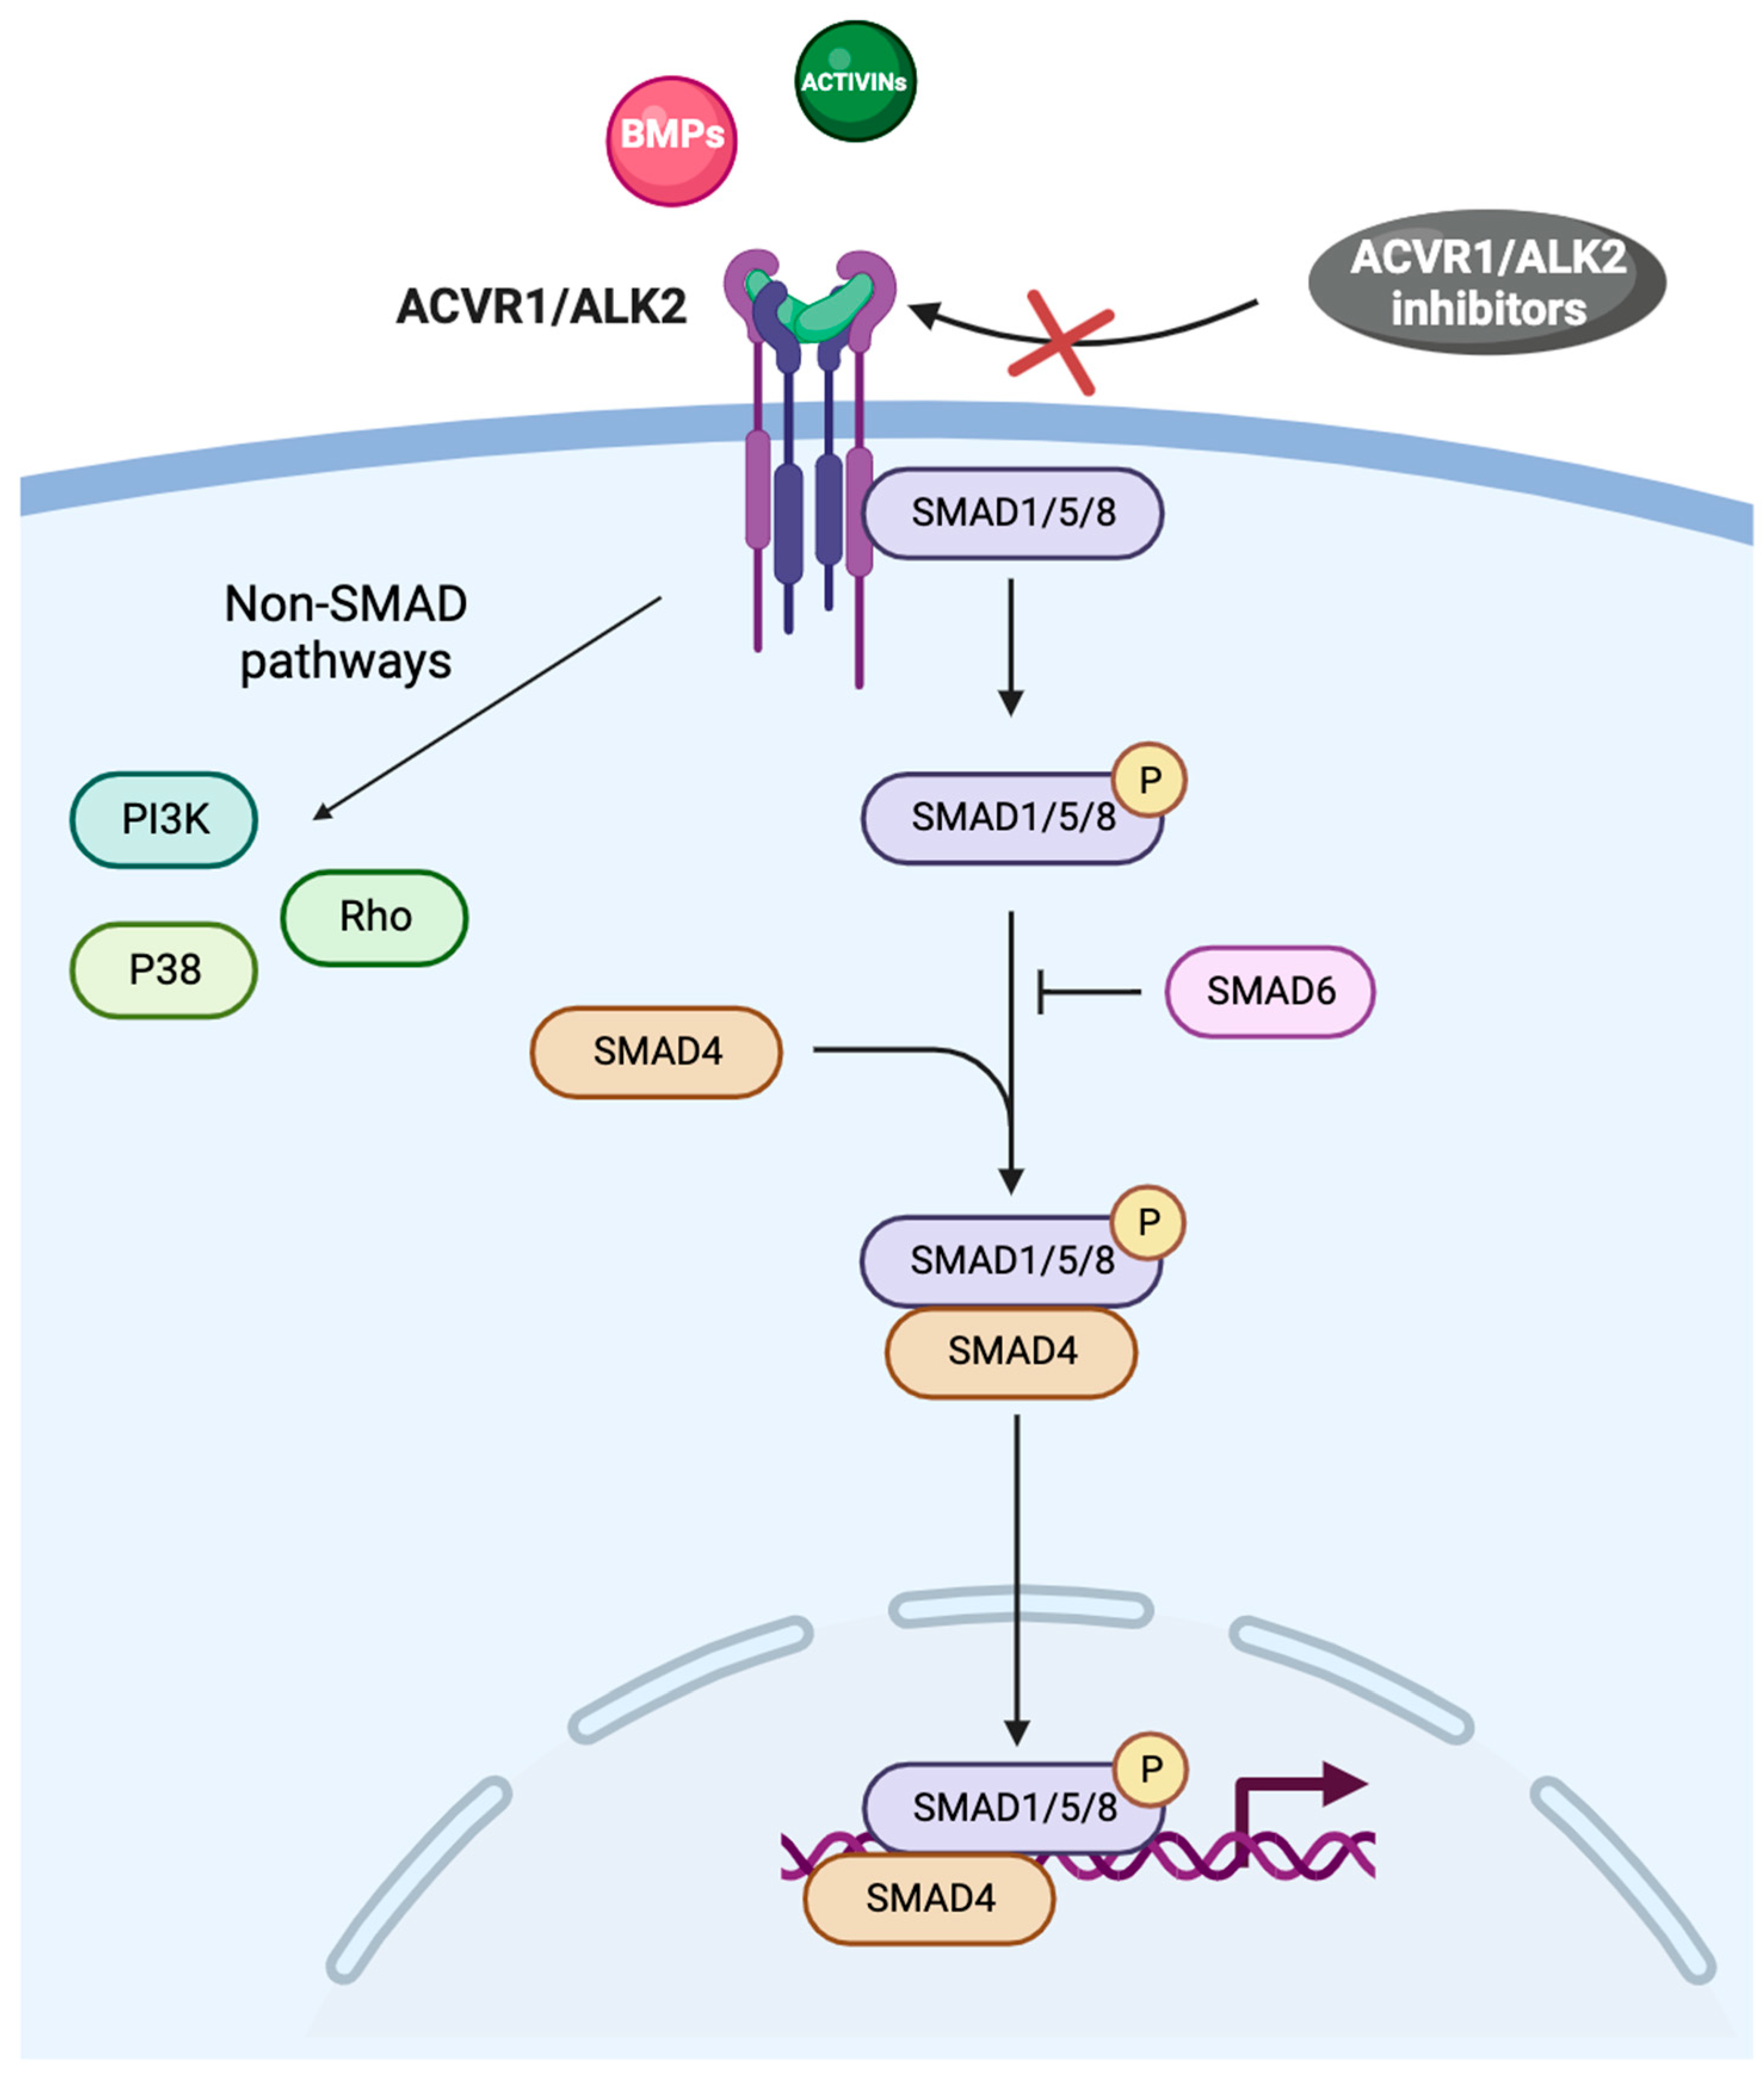 ACTIVINs
BMPs
ACVR1/ALK2
inhibitors
ACVR1/ALK2
SMAD1/5/8
Non-SMAD
pathways
P
SMAD1/5/8
PI3K
Rho
P38
SMAD6
SMAD4
P
SMAD1/5/8
SMAD4
P
SMAD1/5/8
SMAD4